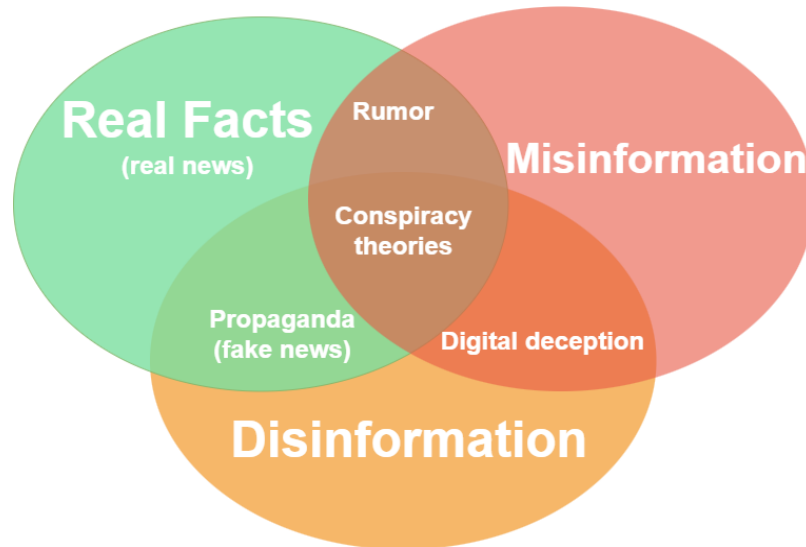 Real Facts
(real news)
Rumor
Misinformation
Conspiracy
theories
Propaganda
(fake news)
Digital deception
Disinformation